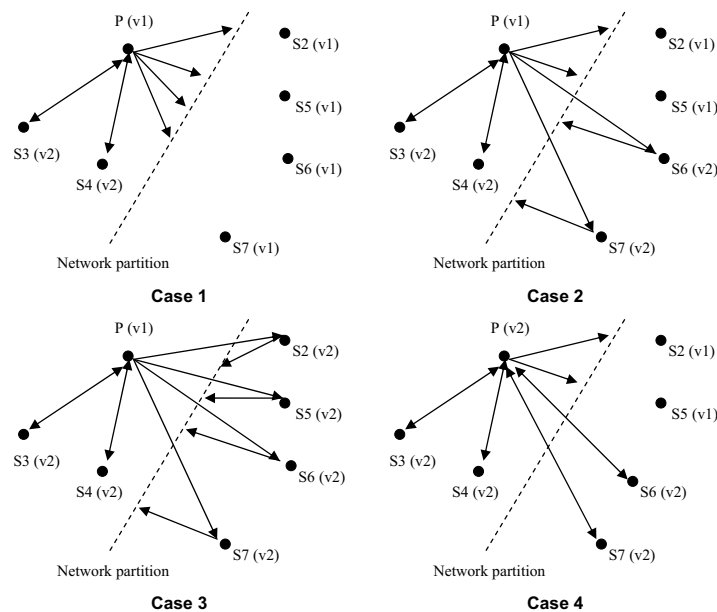 P (v1)
S2 (v1)
S5 (v1)
S3 (v2)
S4 (v2)
S6 (v1)
S7 (v1)
Network partition
Case 1
P (v1)
S2 (v1)
S5 (v1)
S3 (v2)
S4 (v2)
S6 (v2)
S7 (v2)
Network partition
Case 2
P (v1)
S2 (v2)
S5 (v2)
S3 (v2)
S4 (v2)
S6 (v2)
S7 (v2)
Network partition
Case 3
P (v2)
S2 (v1)
S5 (v1)
S3 (v2)
S4 (v2)
S6 (v2)
S7 (v2)
Network partition
Case 4